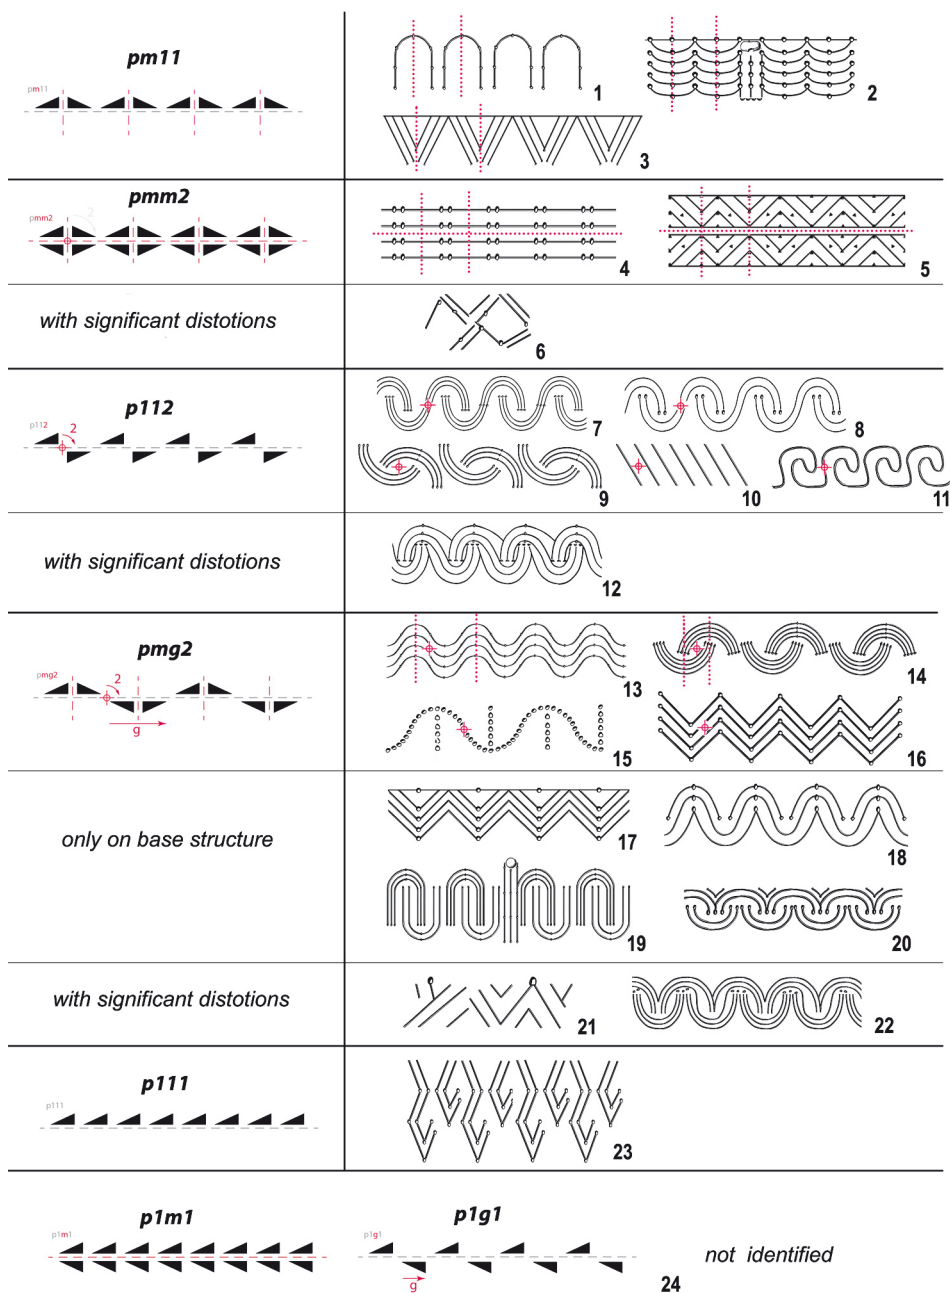 pm11
pm11
1
2
3
pmm2
pmm2
2
4
5
with significant distotions
6
p112
p112
2
7
8
9
10
11
with significant distotions
12
pmg2
pmg2
2
g
13
14
15
16
only on base structure
17
18
19
20
with significant distotions
21
22
p111
p111
23
p1m1
p1g1
p1m1
p1g1
g
not identified
24